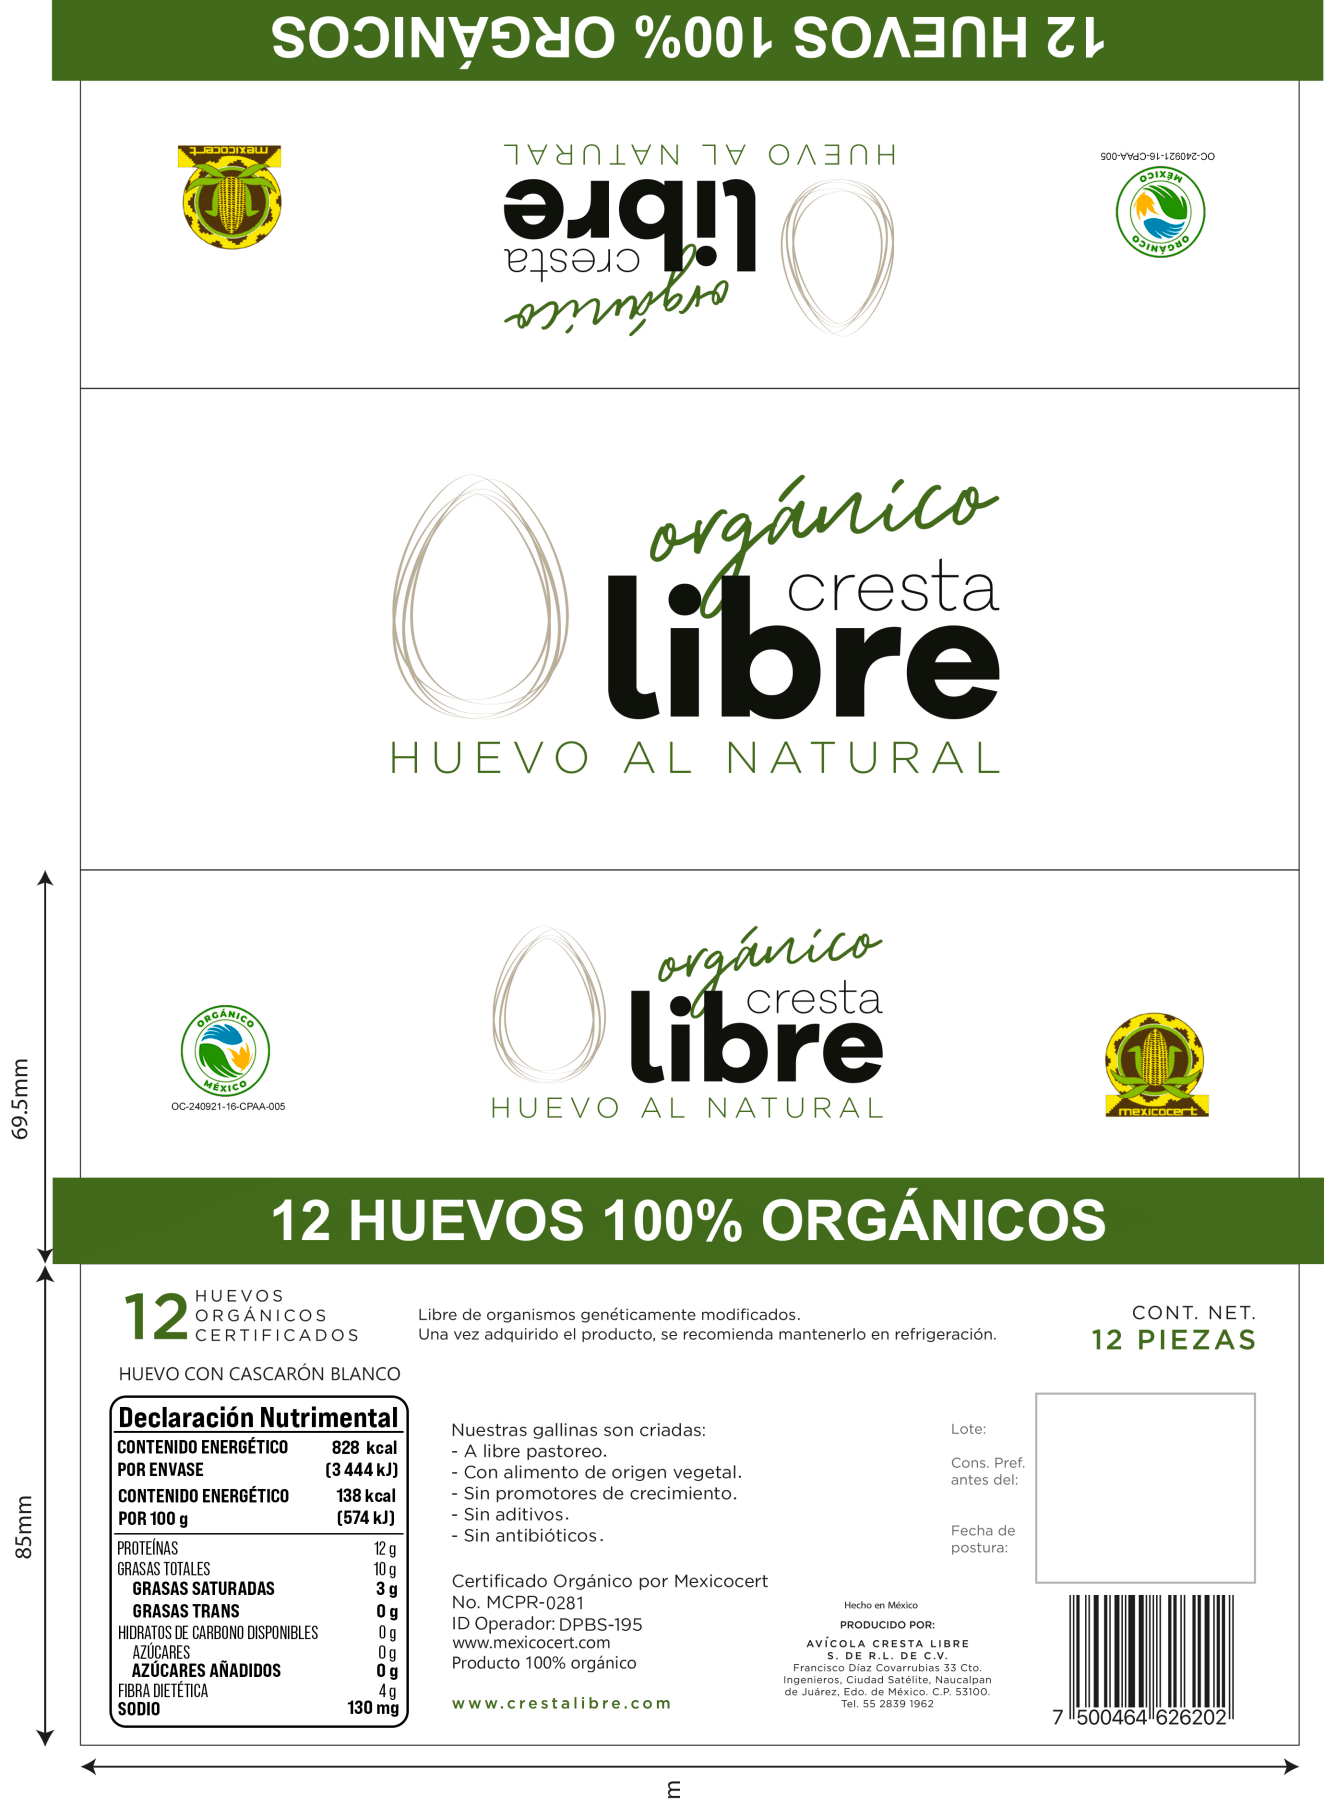 12 HUEVOS 100% ORGÁNICOS
mexicocert
HUEVO AL NATURAL
libre
cresta
orgánico
OC-240921-16-CPAA-005
MÉXICO
ORGÁNICO
orgánico
cresta
libre
HUEVO AL NATURAL
orgánico
cresta
libre
HUEVO AL NATURAL
ORGÁNICO
MÉXICO
OC-240921-16-CPAA-005
mexicocert
69.5mm
12 HUEVOS 100% ORGÁNICOS
12 HUEVOS
ORGÁNICOS
CERTIFICADOS
HUEVO CON CASCARÓN BLANCO
Libre de organismos genéticamente modificados.
Una vez adquirido el producto, se recomienda mantenerlo en refrigeración.
CONT. NET.
12 PIEZAS
85mm
Declaración Nutrimental
CONTENIDO ENERGÉTICO 828 kcal
POR ENVASE (3 444 kJ)
CONTENIDO ENERGÉTICO 138 kcal
POR 100 g (574 kJ)
PROTEÍNAS 12 g
GRASAS TOTALES 10 g
GRASAS SATURADAS 3 g
GRASAS TRANS 0 g
HIDRATOS DE CARBONO DISPONIBLES 0 g
AZÚCARES 0 g
AZÚCARES AÑADIDOS 0 g
FIBRA DIETÉTICA 4 g
SODIO 130 mg
Nuestras gallinas son criadas:
- A libre pastoreo.
- Con alimento de origen vegetal.
- Sin promotores de crecimiento.
- Sin aditivos.
- Sin antibióticos.
Certificado Orgánico por Mexicocert
No. MCPR-0281
ID Operador: DPBS-195
www.mexicocert.com
Producto 100% orgánico
www.crestalibre.com
Lote:
Cons. Pref.
antes del:
Fecha de
postura:
Hecho en México
PRODUCIDO POR:
AVÍCOLA CRESTA LIBRE
S. DE R.L. DE C.V.
Francisco Díaz Covarrubias 33 Cto.
Ingenieros, Ciudad Satélite, Naucalpan
de Juárez, Edo. de México. C.P. 53100.
Tel. 55 2839 1962
7 500464 626202
m